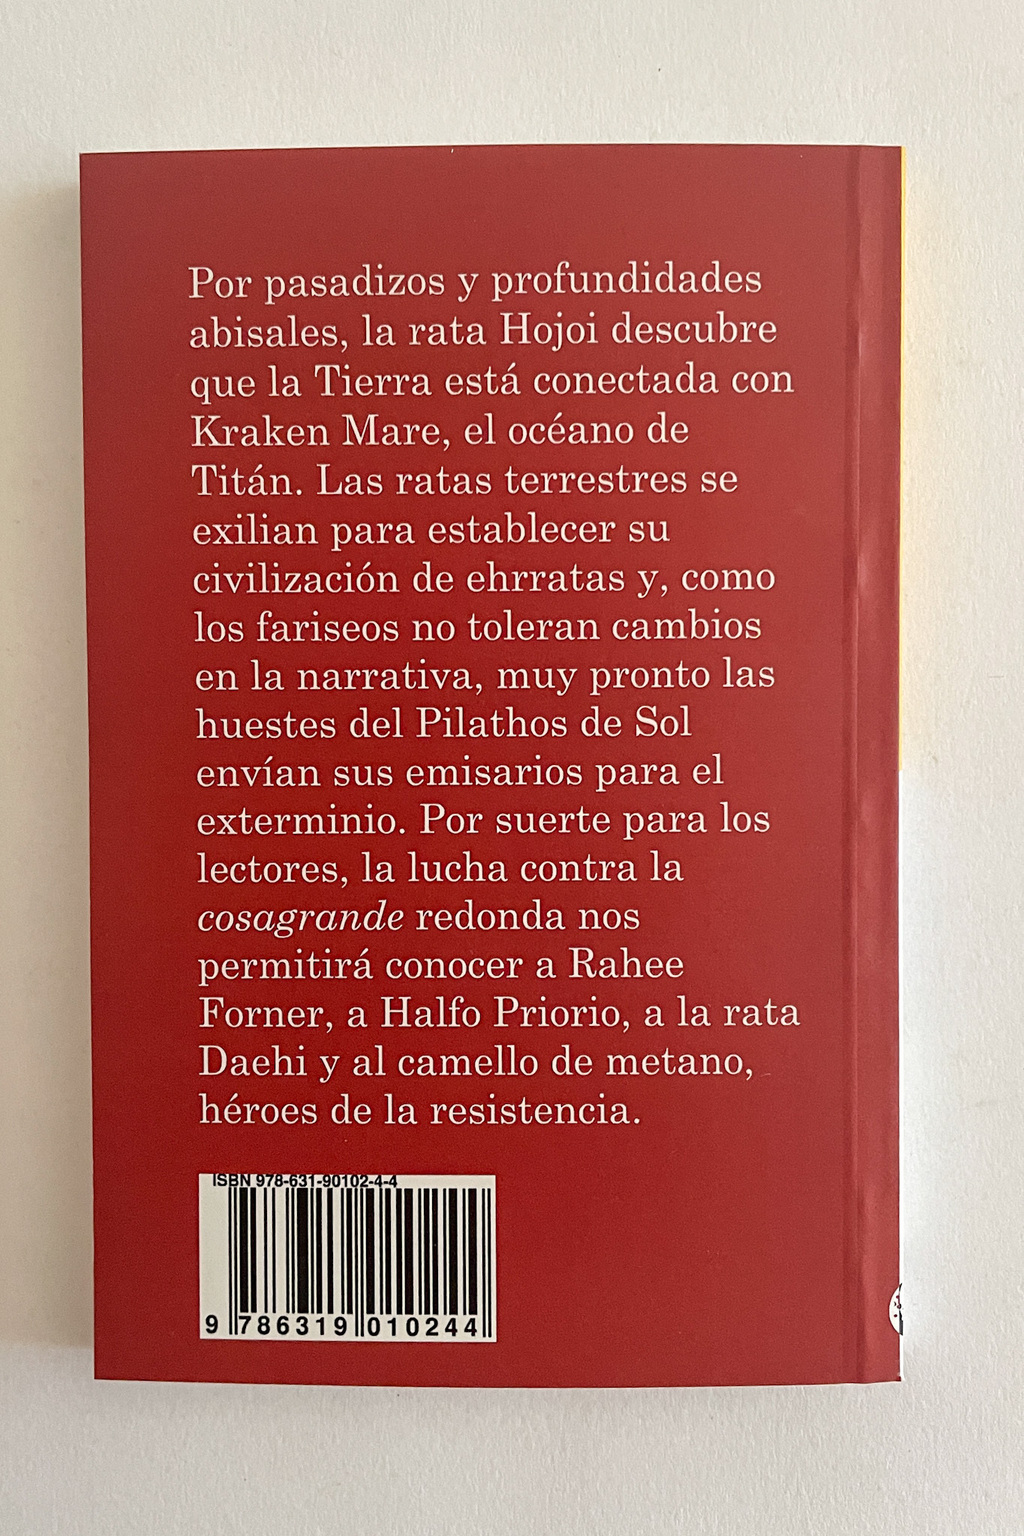 Por pasadizos y profundidades
abisales, la rata Hojoi descubre
que la Tierra está conectada con
Kraken Mare, el océano de
Titán. Las ratas terrestres se
exilian para establecer su
civilización de ehrratas y, como
los fariseos no toleran cambios
en la narrativa, muy pronto las
huestes del Pilathos de Sol
envían sus emisarios para el
exterminio. Por suerte para los
lectores, la lucha contra la
cosagrande redonda nos
permitirá conocer a Rahee
Forner, a Halfo Priorio, a la rata
Daehi y al camello de metano,
héroes de la resistencia.
ISBN 978-631-90102-4-4
9 786319 010244